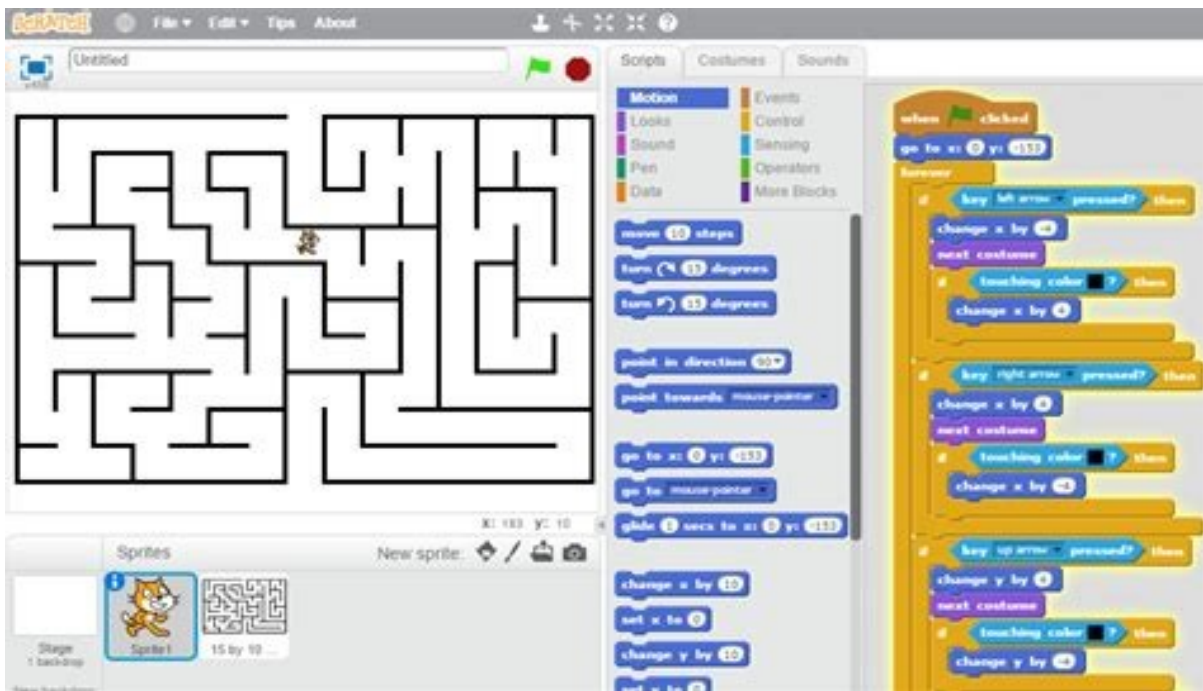 SCRATCH File Edit Tips About
Untitled
Scripts Costumes Sounds
Motion Events
Looks Control
Sound Sensing
Pen Operators
Data More Blocks
move 10 steps
turn 15 degrees
turn 15 degrees
point in direction 90
point towards mouse-pointer
go to x: 0 y: -153
go to mouse-pointer
glide 1 secs to x: 0 y: -153
change x by 10
set x to 0
change y by 10
set y to 0
when clicked
go to x: 0 y: -153
forever
if key left arrow pressed? then
change x by -4
next costume
if touching color ? then
change x by 4
if key right arrow pressed? then
change x by 4
next costume
if touching color ? then
change x by -4
if key up arrow pressed? then
change y by 4
next costume
if touching color ? then
change y by -4
x: 183 y: 10
Sprites New sprite:
Stage
1 backdrop
Sprite1
15 by 10 ...
New backdrop